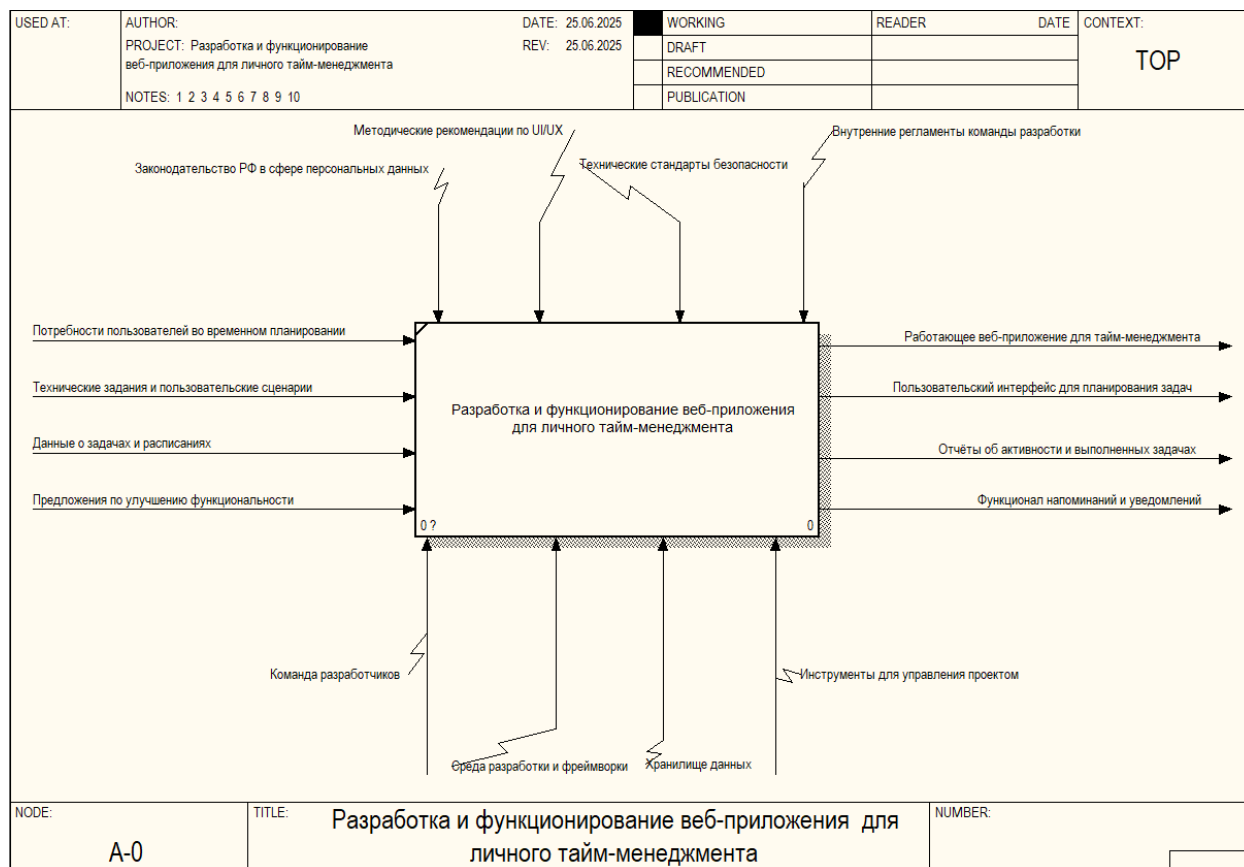 USED AT:
AUTHOR:
DATE: 25.06.2025
PROJECT: Разработка и функционирование
веб-приложения для личного тайм-менеджмента
REV: 25.06.2025
NOTES: 1 2 3 4 5 6 7 8 9 10
WORKING
DRAFT
RECOMMENDED
PUBLICATION
READER
DATE
CONTEXT:
TOP
Методические рекомендации по UI/UX
Внутренние регламенты команды разработки
Законодательство РФ в сфере персональных данных
Технические стандарты безопасности
Потребности пользователей во временном планировании
Технические задания и пользовательские сценарии
Данные о задачах и расписаниях
Предложения по улучшению функциональности
Разработка и функционирование веб-приложения
для личного тайм-менеджмента
0 ?
0
Работающее веб-приложение для тайм-менеджмента
Пользовательский интерфейс для планирования задач
Отчёты об активности и выполненных задачах
Функционал напоминаний и уведомлений
Команда разработчиков
Инструменты для управления проектом
Среда разработки и фреймворки
Хранилище данных
NODE:
A-0
TITLE:
Разработка и функционирование веб-приложения для
личного тайм-менеджмента
NUMBER: